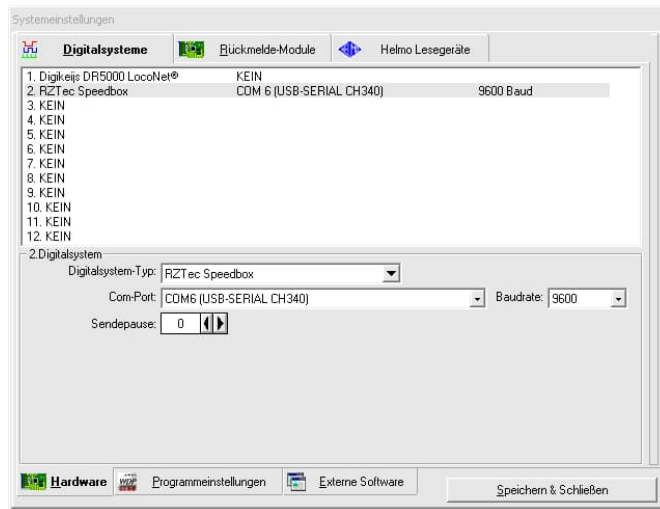 Systemeinstellungen
Digitalsysteme Rückmelde-Module Helmo Lesegeräte
1. Digikeijs DR5000 LocoNet® KEIN
2. RZTec Speedbox COM 6 (USB-SERIAL CH340) 9600 Baud
3. KEIN
4. KEIN
5. KEIN
6. KEIN
7. KEIN
8. KEIN
9. KEIN
10. KEIN
11. KEIN
12. KEIN
2.Digitalsystem
Digitalsystem-Typ: RZTec Speedbox
Com-Port: COM6 (USB-SERIAL CH340) Baudrate: 9600
Sendepause: 0
Hardware WDP Programmeinstellungen Externe Software
Speichern & Schließen